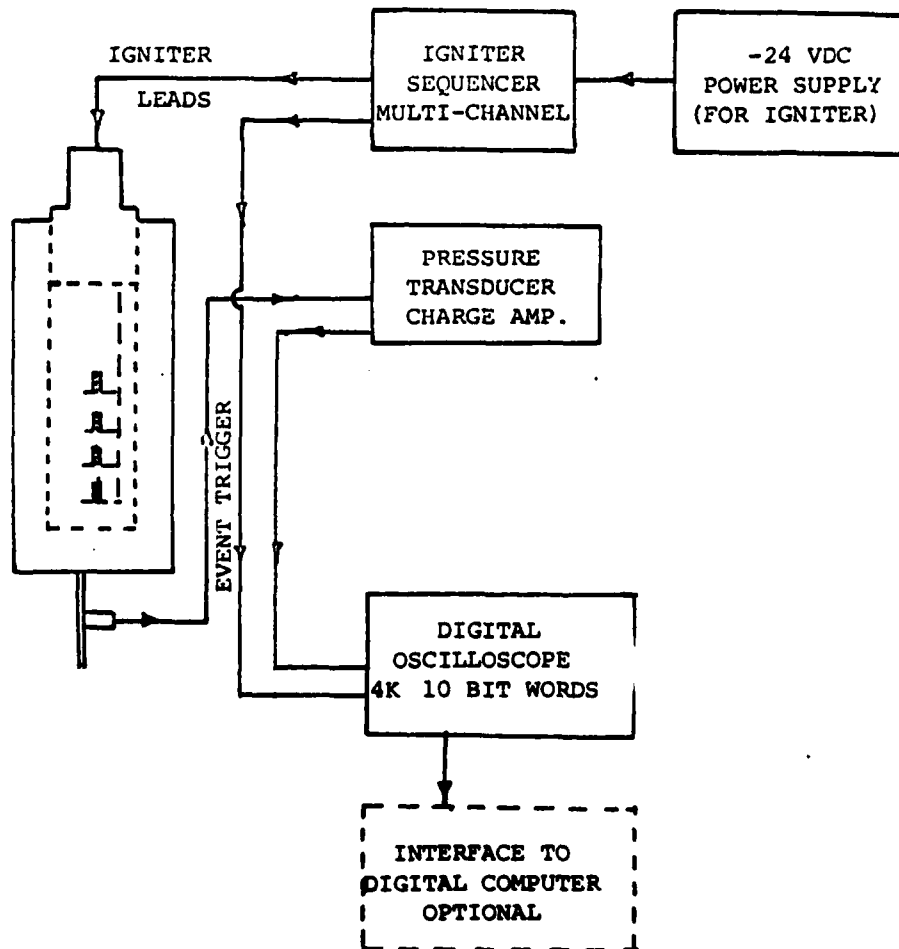 IGNITER
LEADS
IGNITER
SEQUENCER
MULTI-CHANNEL
-24 VDC
POWER SUPPLY
(FOR IGNITER)
PRESSURE
TRANSDUCER
CHARGE AMP.
EVENT TRIGGER
DIGITAL
OSCILLOSCOPE
4K 10 BIT WORDS
INTERFACE TO
DIGITAL COMPUTER
OPTIONAL